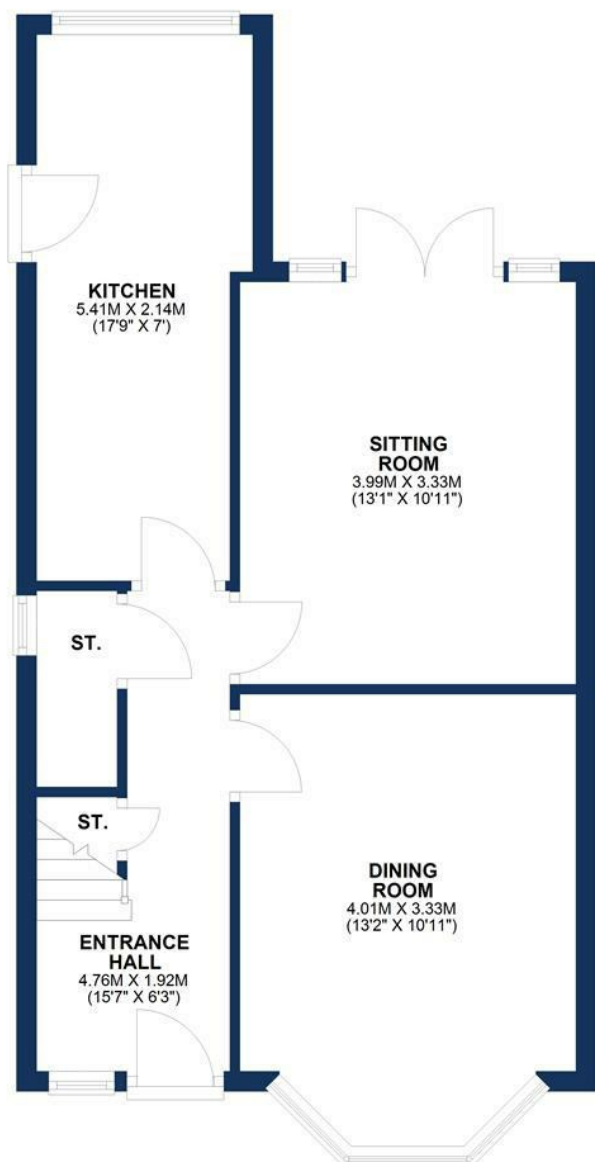 KITCHEN
5.41M X 2.14M
(17'9" X 7')
SITTING
ROOM
3.99M X 3.33M
(13'1" X 10'11")
ST.
ST.
DINING
ROOM
4.01M X 3.33M
(13'2" X 10'11")
ENTRANCE
HALL
4.76M X 1.92M
(15'7" X 6'3")